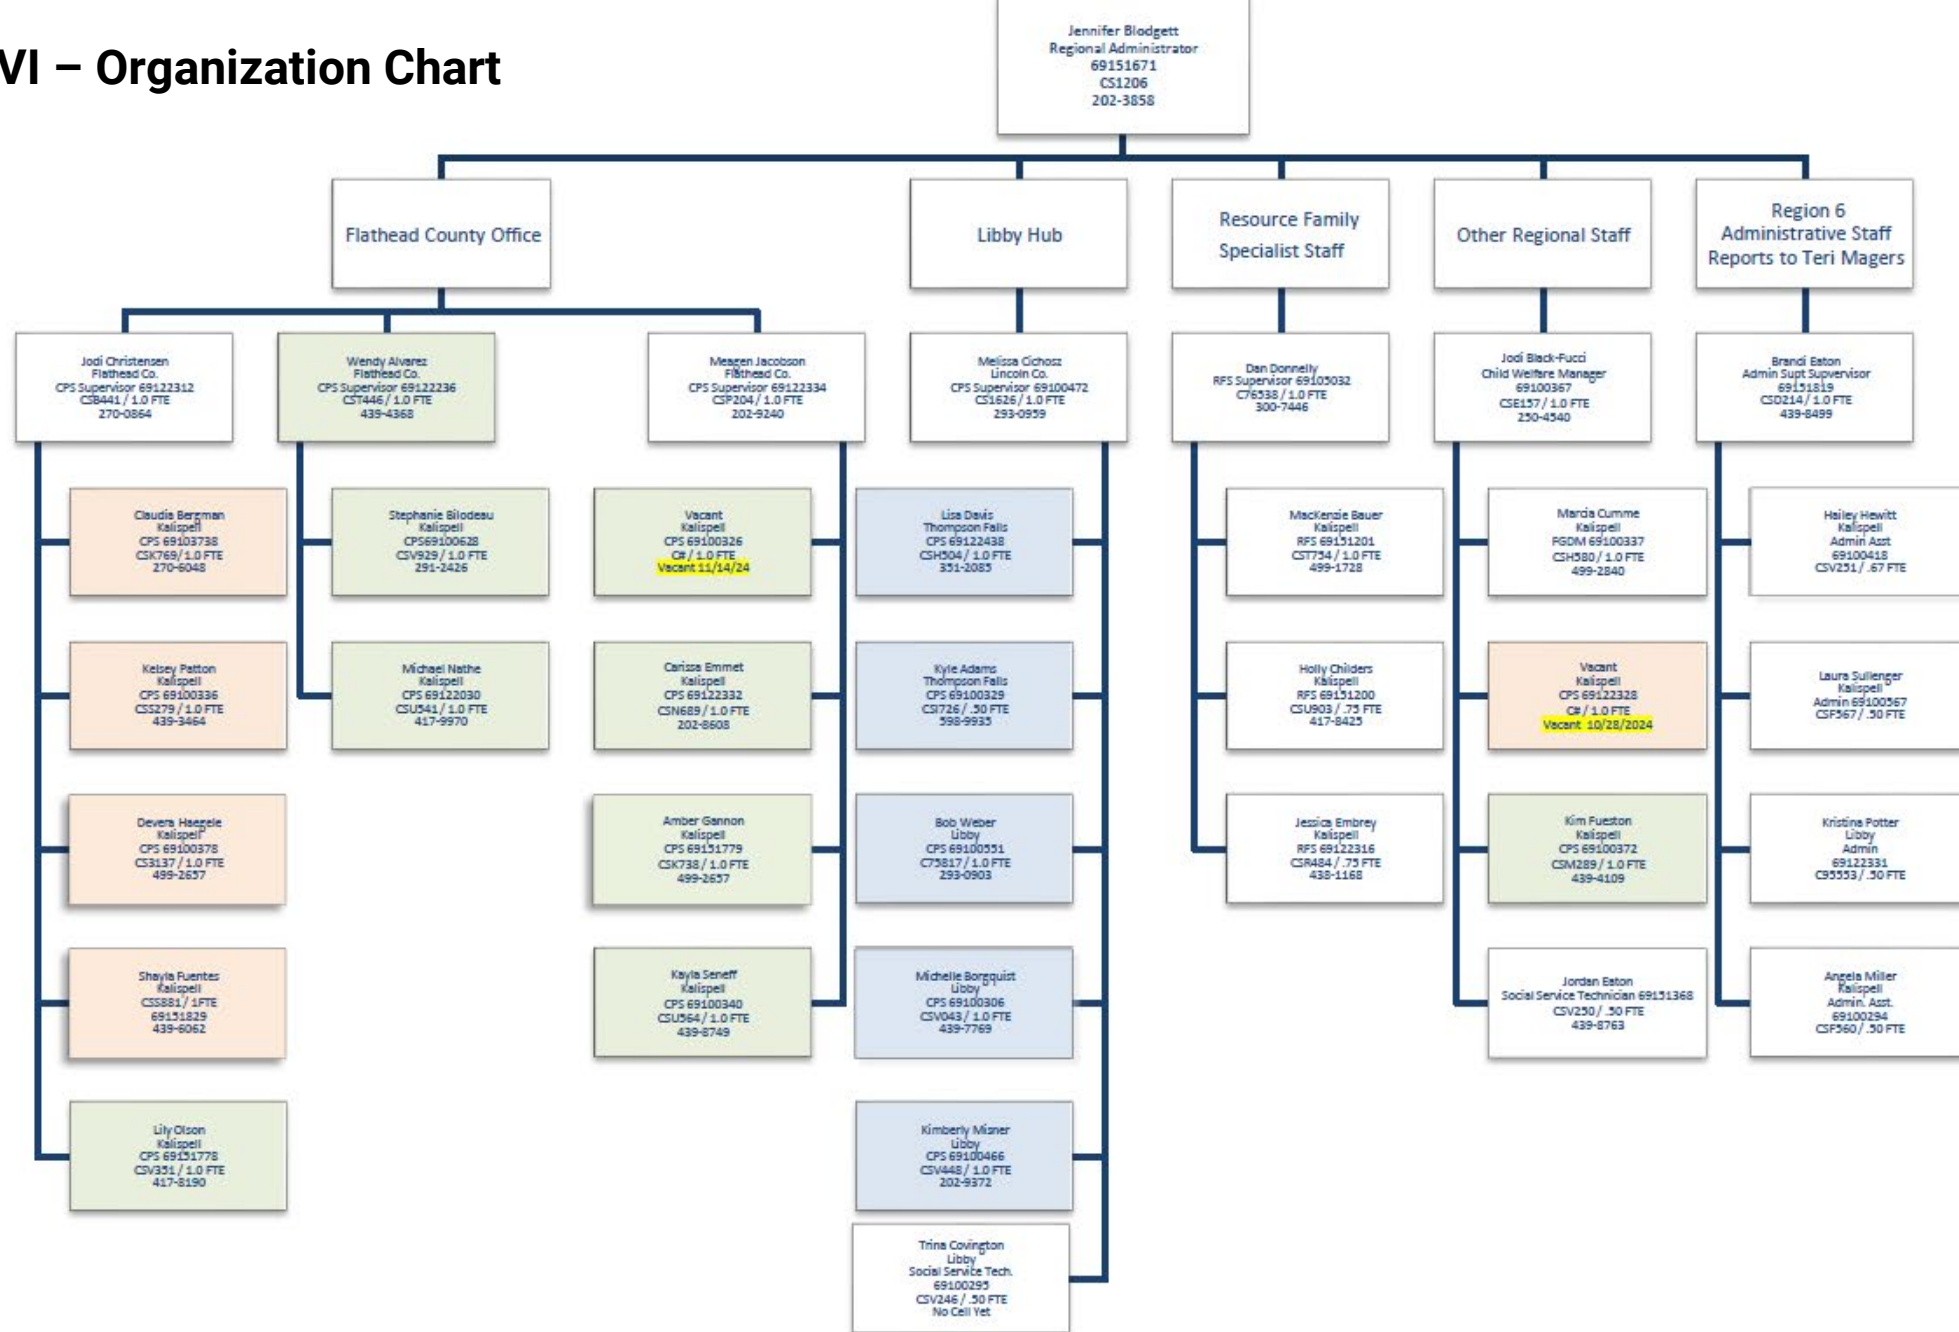 VI – Organization Chart
Jennifer Blodgett
Regional Administrator
69151671
CS1206
202-3858
Flathead County Office
Libby Hub
Resource Family
Specialist Staff
Other Regional Staff
Region 6
Administrative Staff
Reports to Teri Magers
Jodi Christensen
Flathead Co.
CPS Supervisor 69122312
CSB441 / 1.0 FTE
270-0864
Wendy Alvarez
Flathead Co.
CPS Supervisor 69122236
CST446 / 1.0 FTE
439-4368
Meagen Jacobson
Flathead Co.
CPS Supervisor 69122334
CSP204 / 1.0 FTE
202-9240
Melissa Cichosz
Lincoln Co.
CPS Supervisor 69100472
CS1626 / 1.0 FTE
293-0959
Dan Donnelly
RFS Supervisor 69105032
C76538 / 1.0 FTE
300-7446
Jodi Black-Fucci
Child Welfare Manager
69100367
CSE157 / 1.0 FTE
250-4540
Brandi Eaton
Admin Supt Supvervisor
69151819
CSD214 / 1.0 FTE
439-8499
Claudia Bergman
Kalispell
CPS 69103738
CSK769/ 1.0 FTE
270-6048
Stephanie Bilodeau
Kalispell
CPS69100628
CSV929 / 1.0 FTE
291-2426
Vacant
Kalispell
CPS 69100326
C# / 1.0 FTE
Vacant 11/14/24
Lisa Davis
Thompson Falls
CPS 69122438
CSH504 / 1.0 FTE
351-2085
MacKenzie Bauer
Kalispell
RFS 69151201
CST754 / 1.0 FTE
499-1728
Marcia Cumme
Kalispell
FGDM 69100337
CSH580 / 1.0 FTE
499-2840
Hailey Hewitt
Kalispell
Admin Asst
69100418
CSV251 / .67 FTE
Kelsey Patton
Kalispell
CPS 69100336
CSS279 / 1.0 FTE
439-3464
Michael Nathe
Kalispell
CPS 69122030
CSU541 / 1.0 FTE
417-9970
Carissa Emmet
Kalispell
CPS 69122332
CSN689 / 1.0 FTE
202-8608
Kyle Adams
Thompson Falls
CPS 69100329
CSI726 / .50 FTE
598-9935
Holly Childers
Kalispell
RFS 69151200
CSU903 / .75 FTE
417-8425
Vacant
Kalispell
CPS 69122328
C# / 1.0 FTE
Vacant 10/28/2024
Laura Sullenger
Kalispell
Admin 69100567
CSF567 / .50 FTE
Devera Haegele
Kalispell
CPS 69100378
CS3137 / 1.0 FTE
499-2657
Amber Gannon
Kalispell
CPS 69151779
CSK738 / 1.0 FTE
499-2657
Bob Weber
Libby
CPS 69100551
C75817 / 1.0 FTE
293-0903
Jessica Embrey
Kalispell
RFS 69122316
CSR484 / .75 FTE
438-1168
Kim Fueston
Kalispell
CPS 69100372
CSM289 / 1.0 FTE
439-4109
Kristina Potter
Libby
Admin
69122331
C95553 / .50 FTE
Shayla Fuentes
Kalispell
CSS881 / 1FTE
69151829
439-6062
Kayla Seneff
Kalispell
CPS 69100340
CSU564 / 1.0 FTE
439-8749
Michelle Borgquist
Libby
CPS 69100306
CSV043 / 1.0 FTE
439-7769
Jordan Eaton
Social Service Technician 69151368
CSV250 / .50 FTE
439-8763
Angela Miller
Kalispell
Admin. Asst.
69100294
CSF560 / .50 FTE
Lily Olson
Kalispell
CPS 69151778
CSV351 / 1.0 FTE
417-8190
Kimberly Misner
Libby
CPS 69100466
CSV448 / 1.0 FTE
202-9372
Trina Covington
Libby
Social Service Tech.
69100295
CSV246 / .50 FTE
No Cell Yet